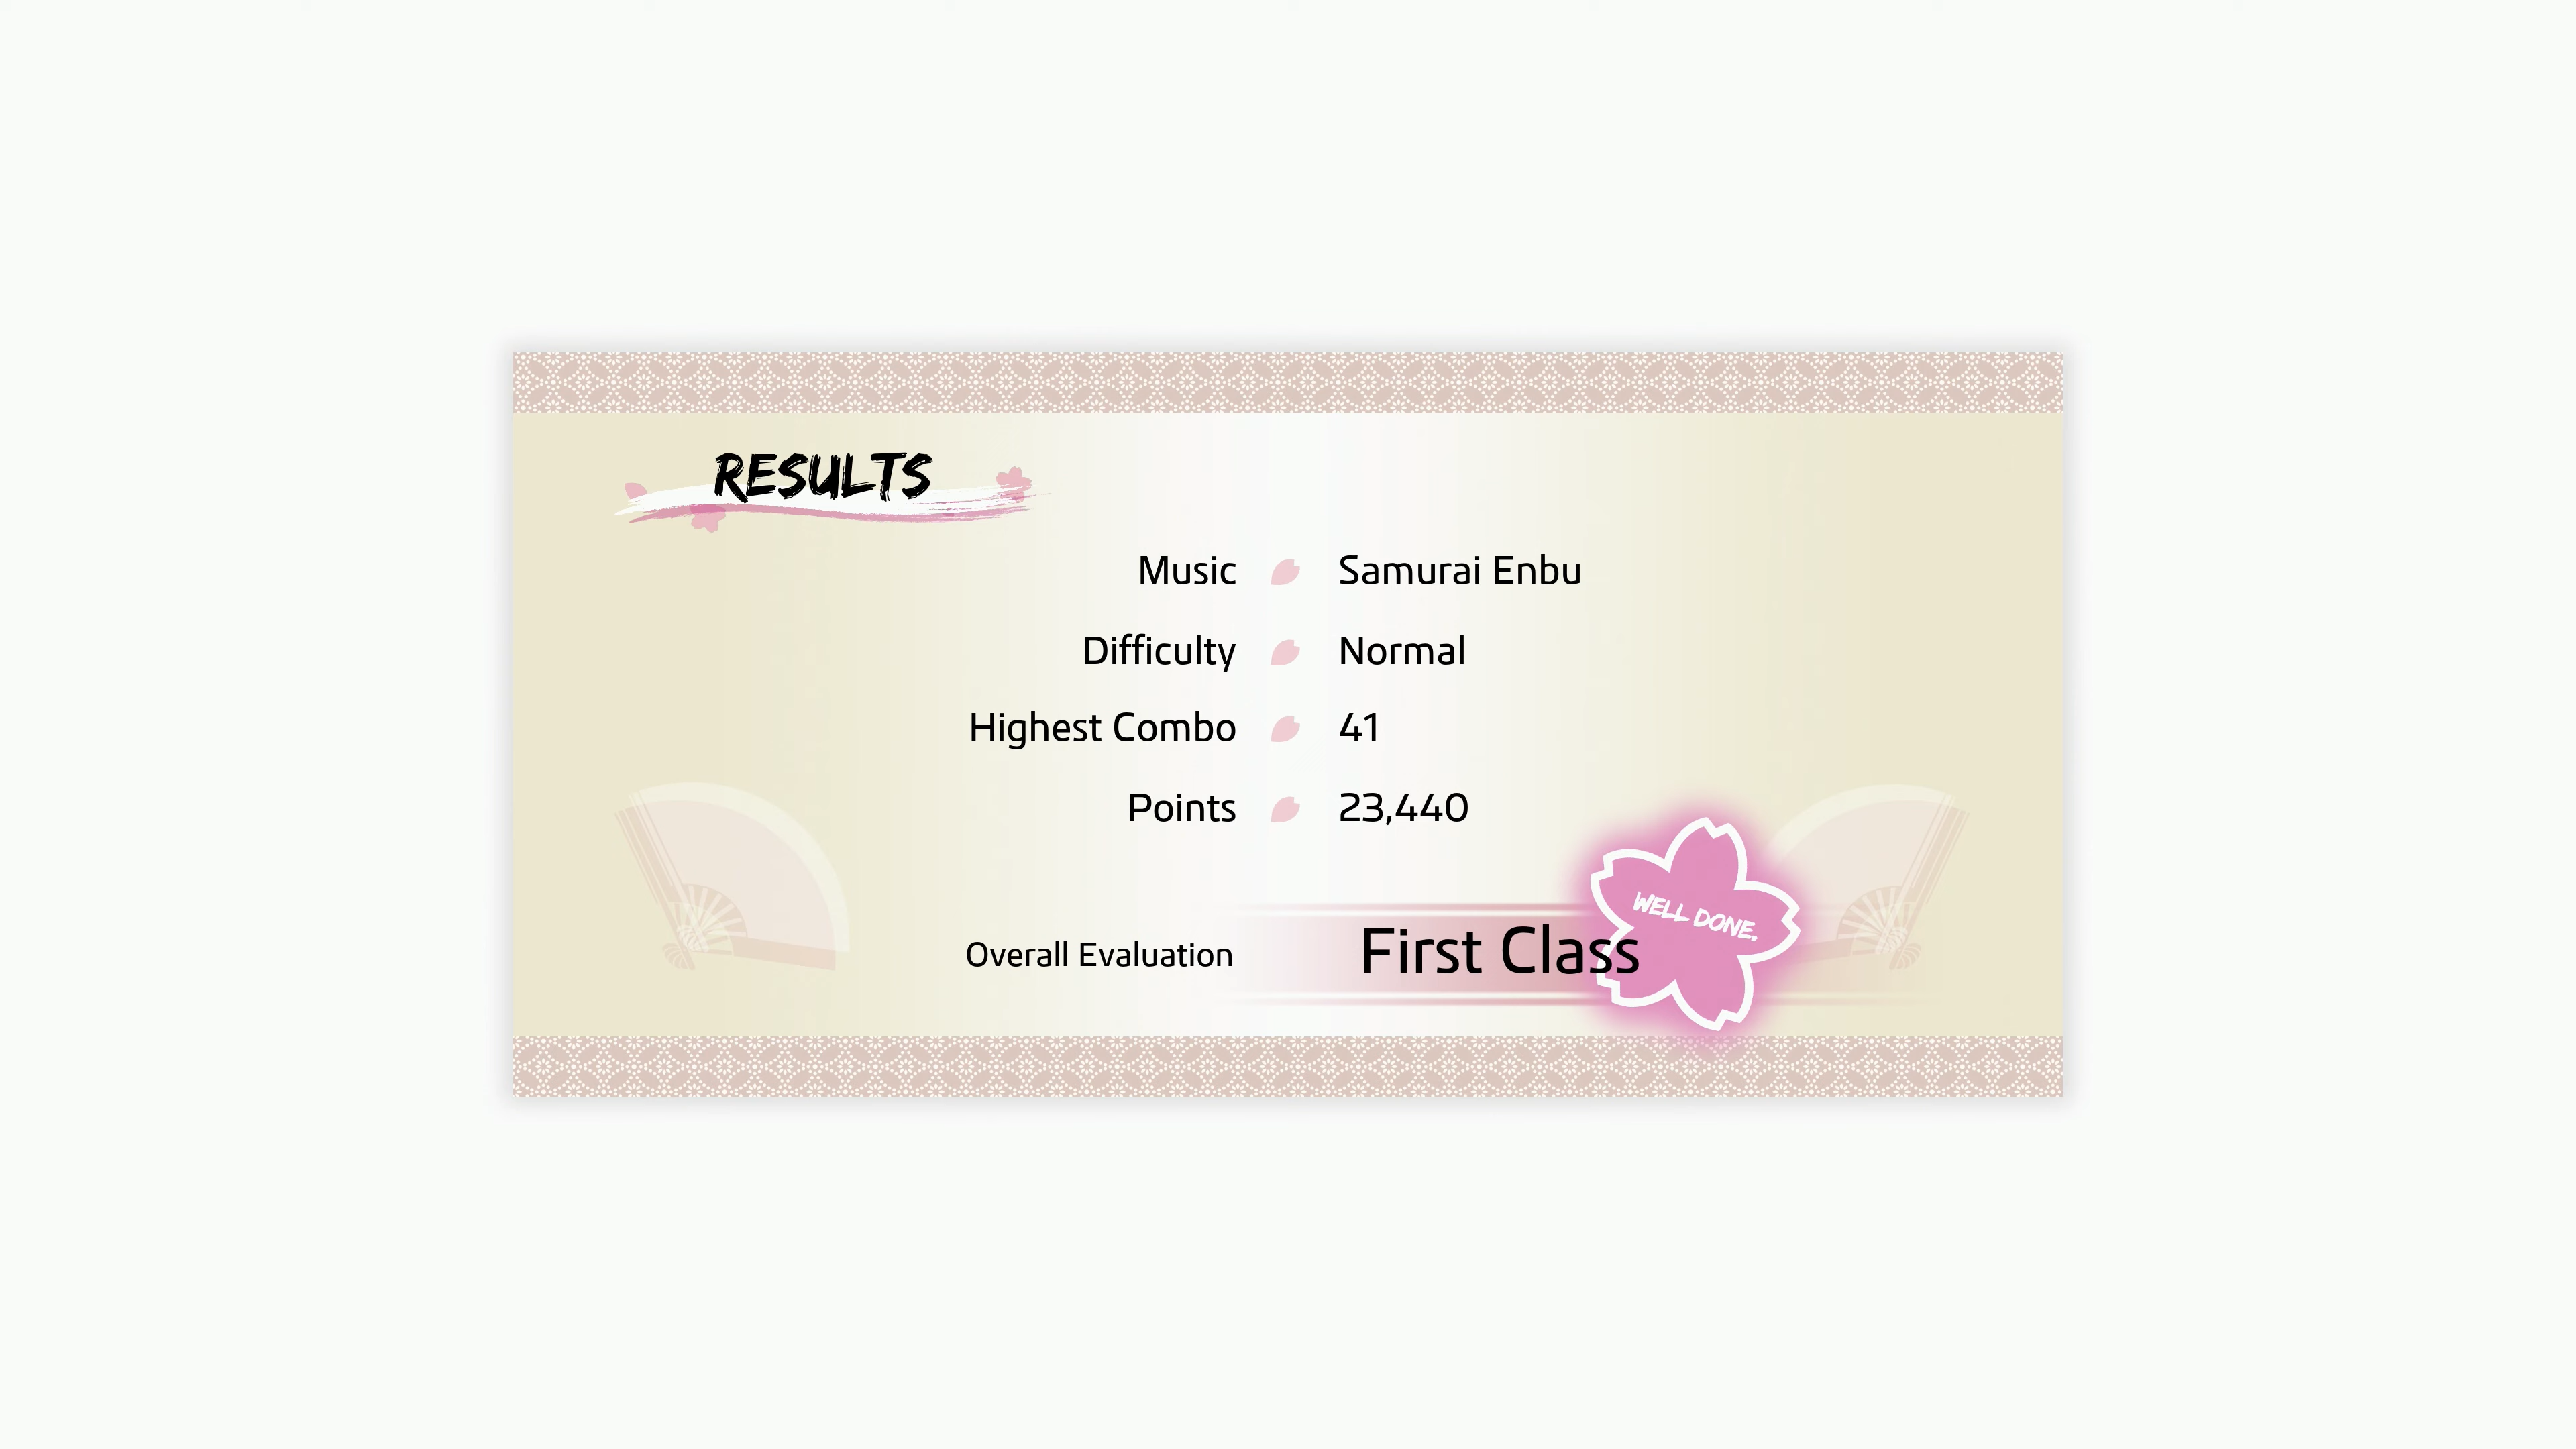 RESULTS
Music Samurai Enbu
Difficulty Normal
Highest Combo 41
Points 23,440
WELL DONE.
Overall Evaluation First Class